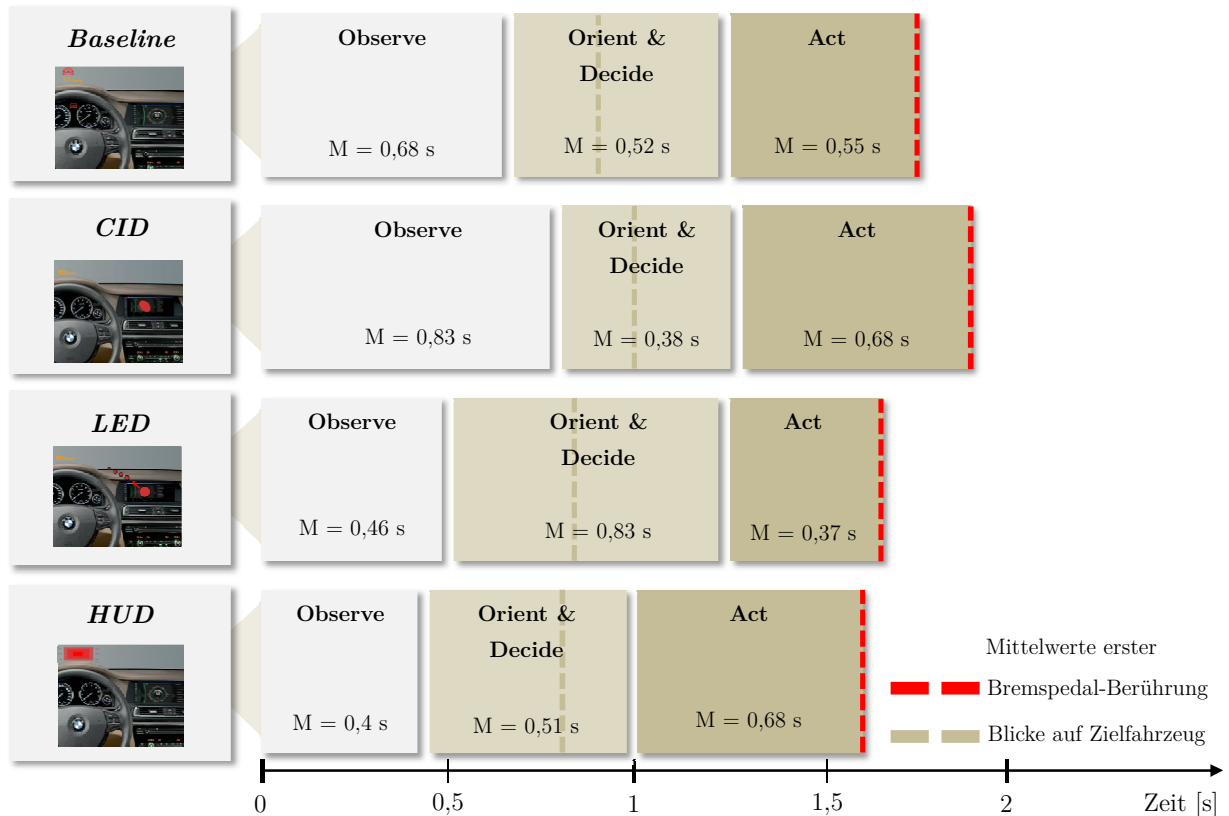 Baseline
Observe
Orient &
Decide
Act
M = 0,68 s
M = 0,52 s
M = 0,55 s
CID
Observe
Orient &
Decide
Act
M = 0,83 s
M = 0,38 s
M = 0,68 s
LED
Observe
Orient &
Decide
Act
M = 0,46 s
M = 0,83 s
M = 0,37 s
HUD
Observe
Orient &
Decide
Act
M = 0,4 s
M = 0,51 s
M = 0,68 s
Mittelwerte erster
Bremspedal-Berührung
Blicke auf Zielfahrzeug
0
0,5
1
1,5
2
Zeit [s]